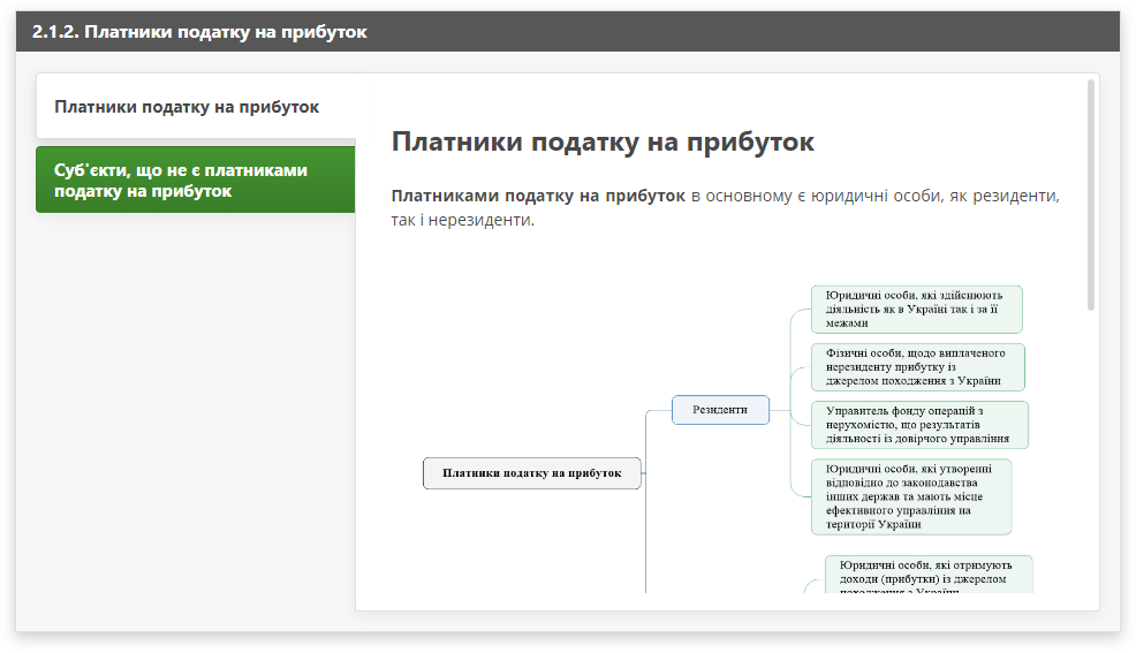 2.1.2. Платники податку на прибуток
Платники податку на прибуток
Суб'єкти, що не є платниками
податку на прибуток
Платники податку на прибуток
Платниками податку на прибуток в основному є юридичні особи, як резиденти,
так і нерезиденти.
Юридичні особи, які здійснюють
діяльність як в Україні так і за її
межами
Фізичні особи, щодо виплаченого
нерезиденту прибутку із
джерелом походження з України
Резиденти
Управитель фонду операцій з
нерухомістю, що результатів
діяльності із довірчого управління
Платники податку на прибуток
Юридичні особи, які утворенні
відповідно до законодавства
інших держав та мають місце
ефективного управління на
території України
Юридичні особи, які отримують
доходи (прибутки) із джерелом
походження з України